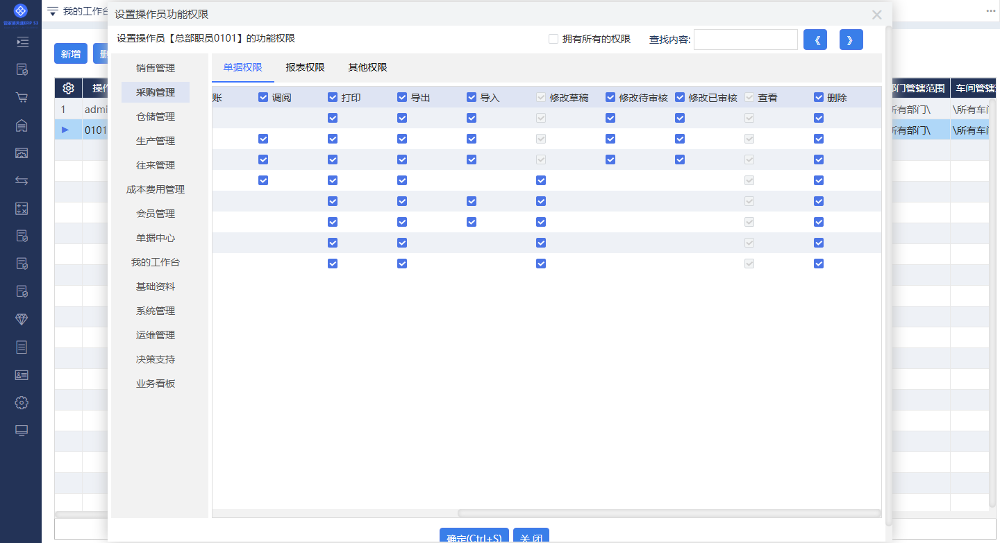 我的工作台
设置操作员功能权限
设置操作员【总部职员0101】的功能权限
拥有所有的权限
查找内容:
《
》
新增
删
销售管理
采购管理
仓储管理
生产管理
往来管理
成本费用管理
会员管理
单据中心
我的工作台
基础资料
系统管理
运维管理
决策支持
业务看板
单据权限 报表权限 其他权限
账 调阅 打印 导出 导入 修改草稿 修改待审核 修改已审核 查看 删除
操作
1 admi
0101
部门管辖范围 车间管辖
所有部门\ \所有车间
所有部门\ \所有车间
确定(Ctrl+S) 关 闭